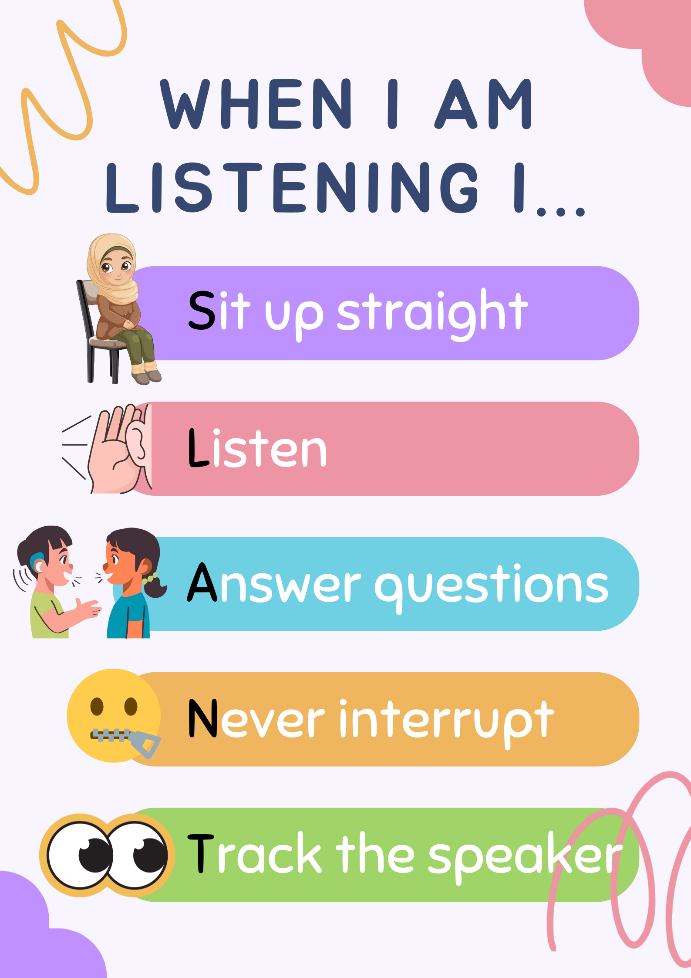 WHEN I AM
LISTENING I...
Sit up straight
Listen
Answer questions
Never interrupt
Track the speaker